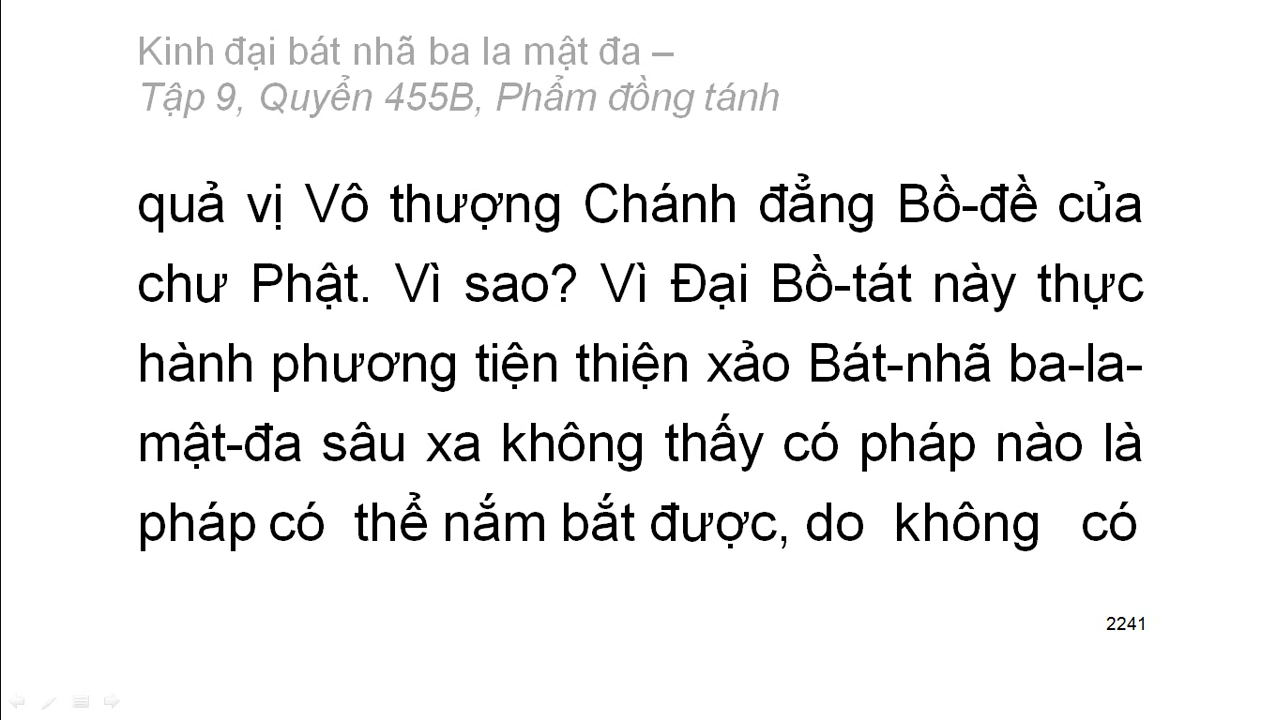 Kinh đại bát nhã ba la mật đa –
Tập 9, Quyển 455B, Phẩm đồng tánh
quả vị Vô thượng Chánh đẳng Bồ-đề của
chư Phật. Vì sao? Vì Đại Bồ-tát này thực
hành phương tiện thiện xảo Bát-nhã ba-la-
mật-đa sâu xa không thấy có pháp nào là
pháp có thể nắm bắt được, do không có
2241